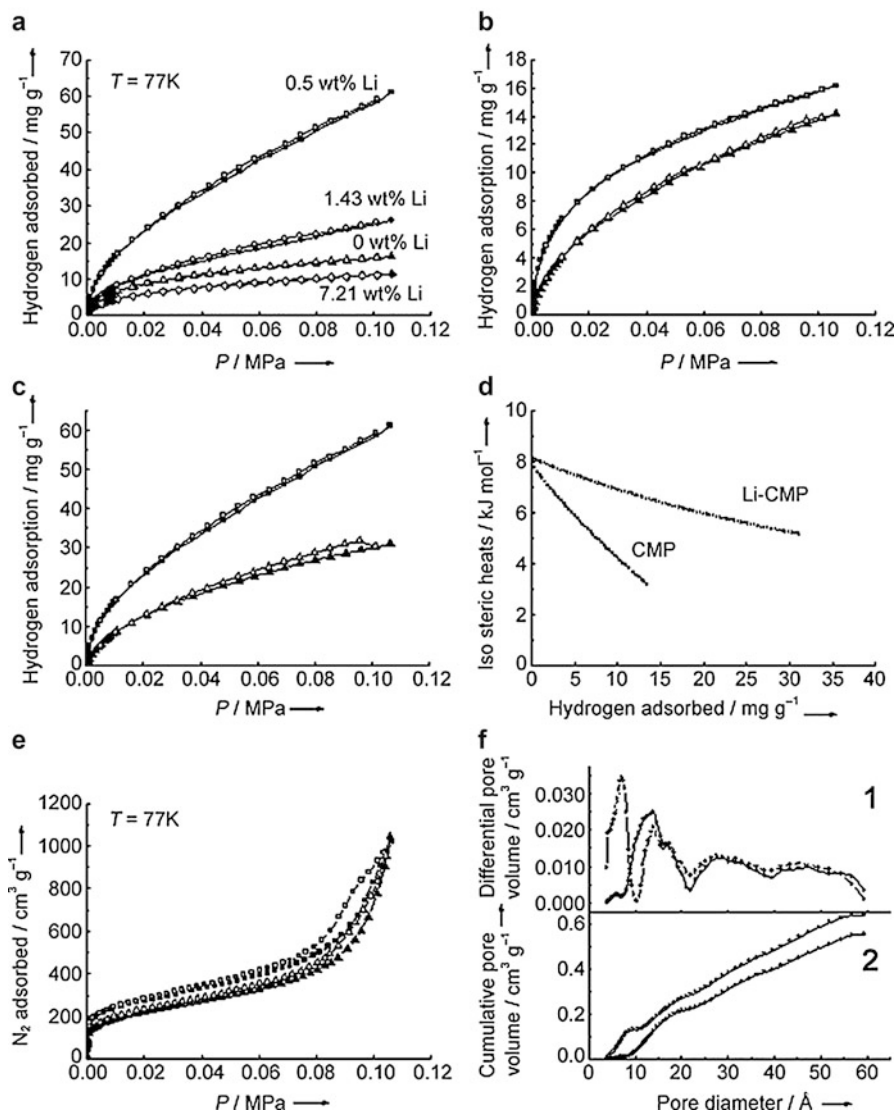 a
Hydrogen adsorbed / mg g⁻¹
70
60
50
40
30
20
10
0
T = 77K
0.5 wt% Li
1.43 wt% Li
0 wt% Li
7.21 wt% Li
0.00 0.02 0.04 0.06 0.08 0.10 0.12
P / MPa
b
Hydrogen adsorption / mg g⁻¹
18
16
14
12
10
8
6
4
2
0
0.00 0.02 0.04 0.06 0.08 0.10 0.12
P / MPa
c
Hydrogen adsorption / mg g⁻¹
60
50
40
30
20
10
0
0.00 0.02 0.04 0.06 0.08 0.10 0.12
P / MPa
d
Iso steric heats / kJ mol⁻¹
10
8
6
4
2
0
Li-CMP
CMP
0 5 10 15 20 25 30 35 40
Hydrogen adsorbed / mg g⁻¹
e
N₂ adsorbed / cm³ g⁻¹
1200
1000
800
600
400
200
0
T = 77K
0.00 0.02 0.04 0.06 0.08 0.10 0.12
P / MPa
f
Differential pore
volume / cm³ g⁻¹
0.030
0.020
0.010
0.000
1
Cumulative pore
volume / cm³ g⁻¹
0.6
0.4
0.2
0.0
2
0 10 20 30 40 50 60
Pore diameter / Å